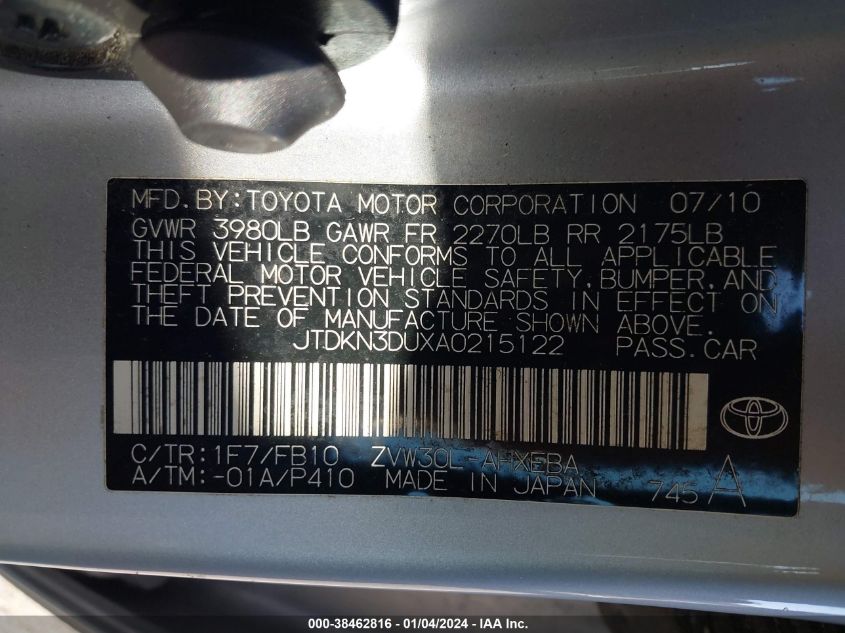 MFD. BY: TOYOTA MOTOR CORPORATION 07/10
GVWR 3980LB GAWR FR 2270LB RR 2175LB
THIS VEHICLE CONFORMS TO ALL APPLICABLE
FEDERAL MOTOR VEHICLE SAFETY, BUMPER, AND
THEFT PREVENTION STANDARDS IN EFFECT ON
THE DATE OF MANUFACTURE SHOWN ABOVE.
JTDKN3DUXA0215122 PASS. CAR
C/TR: 1F7/FB10 ZVW30L-AHXEBA
A/TM: -01A/P410 MADE IN JAPAN 745 A
000-38462816 - 01/04/2024 - IAA Inc.